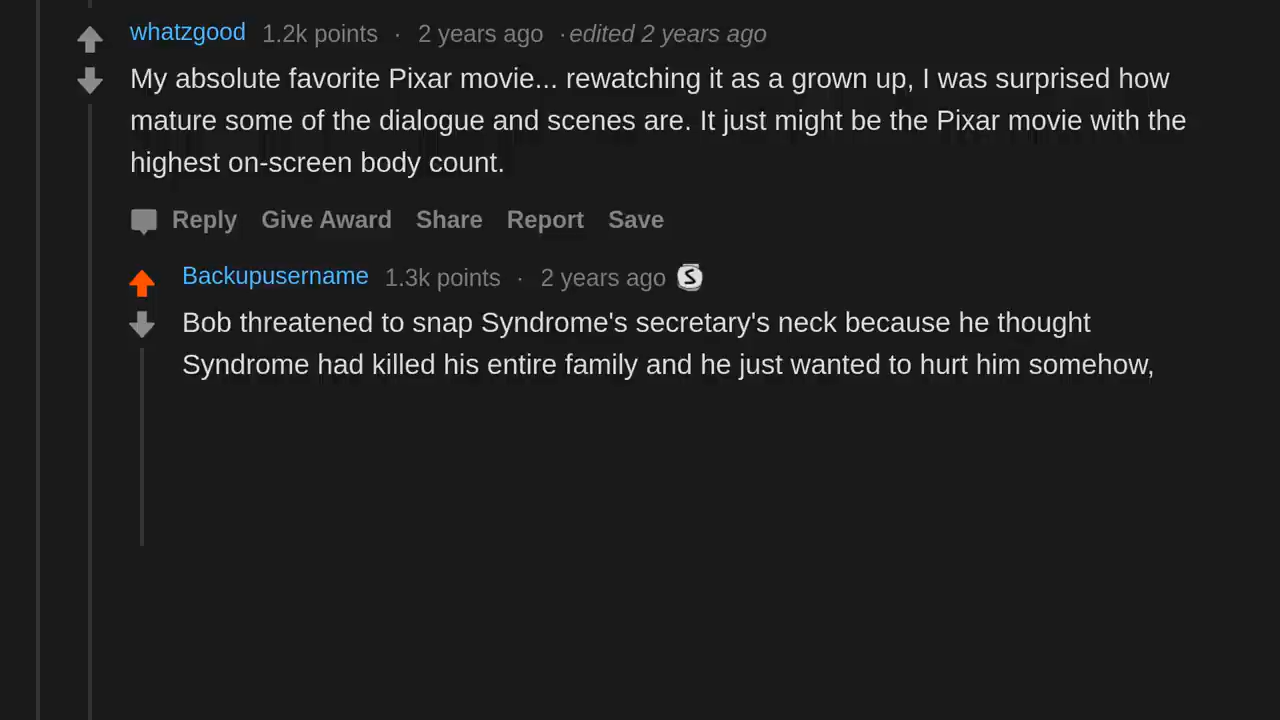 whatzgood 1.2k points · 2 years ago · edited 2 years ago
My absolute favorite Pixar movie... rewatching it as a grown up, I was surprised how
mature some of the dialogue and scenes are. It just might be the Pixar movie with the
highest on-screen body count.
Reply Give Award Share Report Save
Backupusername 1.3k points · 2 years ago S
Bob threatened to snap Syndrome's secretary's neck because he thought
Syndrome had killed his entire family and he just wanted to hurt him somehow,